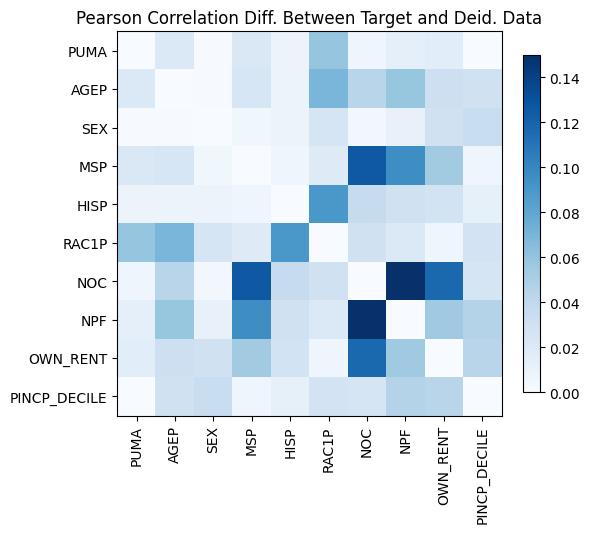 Pearson Correlation Diff. Between Target and Deid. Data
PUMA
AGEP
SEX
MSP
HISP
RAC1P
NOC
NPF
OWN_RENT
PINCP_DECILE
PUMA
AGEP
SEX
MSP
HISP
RAC1P
NOC
NPF
OWN_RENT
PINCP_DECILE
0.14
0.12
0.10
0.08
0.06
0.04
0.02
0.00